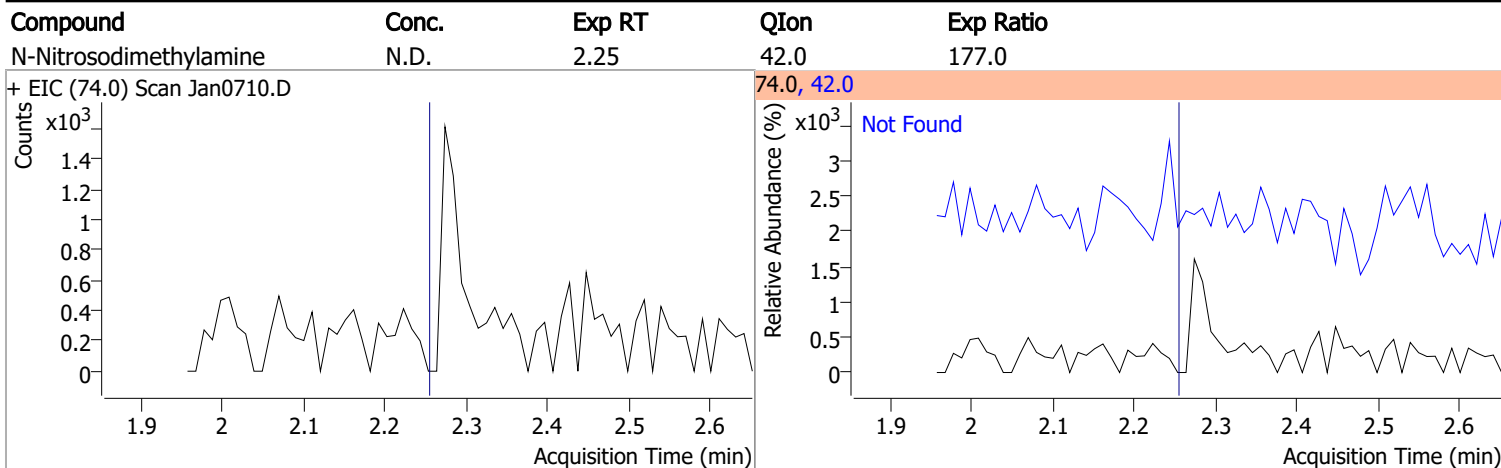 Compound Conc. Exp RT QIon Exp Ratio
N-Nitrosodimethylamine N.D. 2.25 42.0 177.0
+ EIC (74.0) Scan Jan0710.D
Counts
x10³
1.4
1.2
1
0.8
0.6
0.4
0.2
0
1.9 2 2.1 2.2 2.3 2.4 2.5 2.6
Acquisition Time (min)
74.0, 42.0
Relative Abundance (%)
x10³
Not Found
3
2.5
2
1.5
1
0.5
0
1.9 2 2.1 2.2 2.3 2.4 2.5 2.6
Acquisition Time (min)